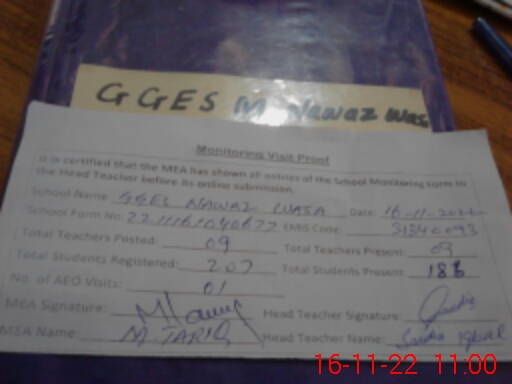 GGES M. Nawaz Was
Monitoring Visit Proof
It is certified that the MEA has shown all entries of the School Monitoring Form to
the Head Teacher before its online submission.
School Name: GGES NAWAZ WASA Date: 16-11-2022
School Form No: 22111161040677 EMIS Code: 31340093
Total Teachers Posted: 09 Total Teachers Present: 09
Total Students Registered: 207 Total Students Present: 188
No. of AEO Visits: 01
MEA Signature: Head Teacher Signature:
MEA Name: M TARIQ Head Teacher Name: Saadia Iqbal
16-11-22 11:00